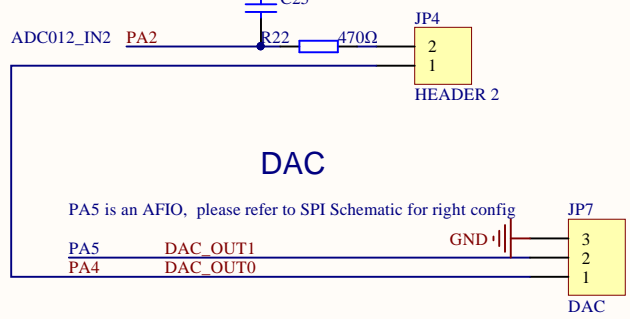 C25
JP4
ADC012_IN2 PA2 R22 470Ω 2
1
HEADER 2
DAC
PA5 is an AFIO, please refer to SPI Schematic for right config JP7
GND 3
PA5 DAC_OUT1 2
PA4 DAC_OUT0 1
DAC